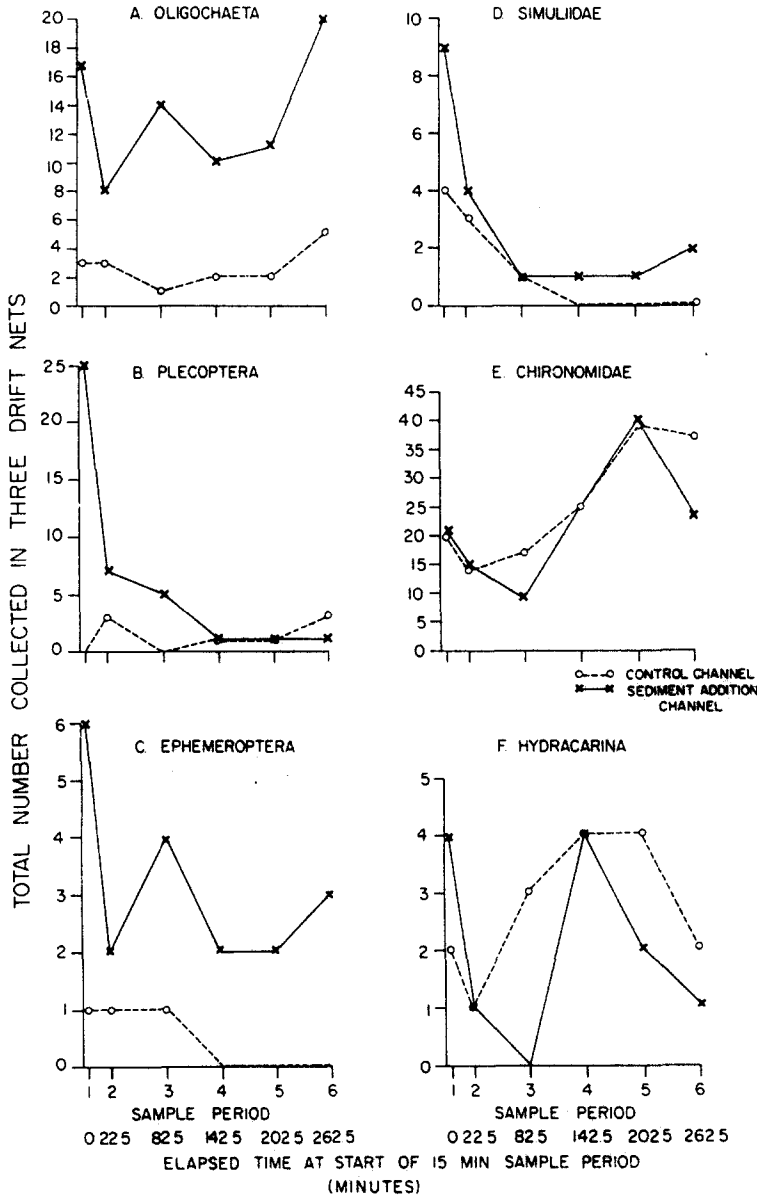 TOTAL NUMBER COLLECTED IN THREE DRIFT NETS
A. OLIGOCHAETA
20
18
16
14
12
10
8
6
4
2
0
D. SIMULIIDAE
10
8
6
4
2
0
B. PLECOPTERA
25
20
15
10
5
0
E. CHIRONOMIDAE
45
40
35
30
25
20
15
10
5
0
CONTROL CHANNEL
SEDIMENT ADDITION
CHANNEL
C. EPHEMEROPTERA
6
5
4
3
2
1
0
F. HYDRACARINA
5
4
3
2
1
0
1 2 3 4 5 6
1 2 3 4 5 6
SAMPLE PERIOD
SAMPLE PERIOD
0 22 5 82 5 142 5 202 5 262 5
0 22 5 82 5 142.5 202 5 262 5
ELAPSED TIME AT START OF 15 MIN SAMPLE PERIOD
(MINUTES)